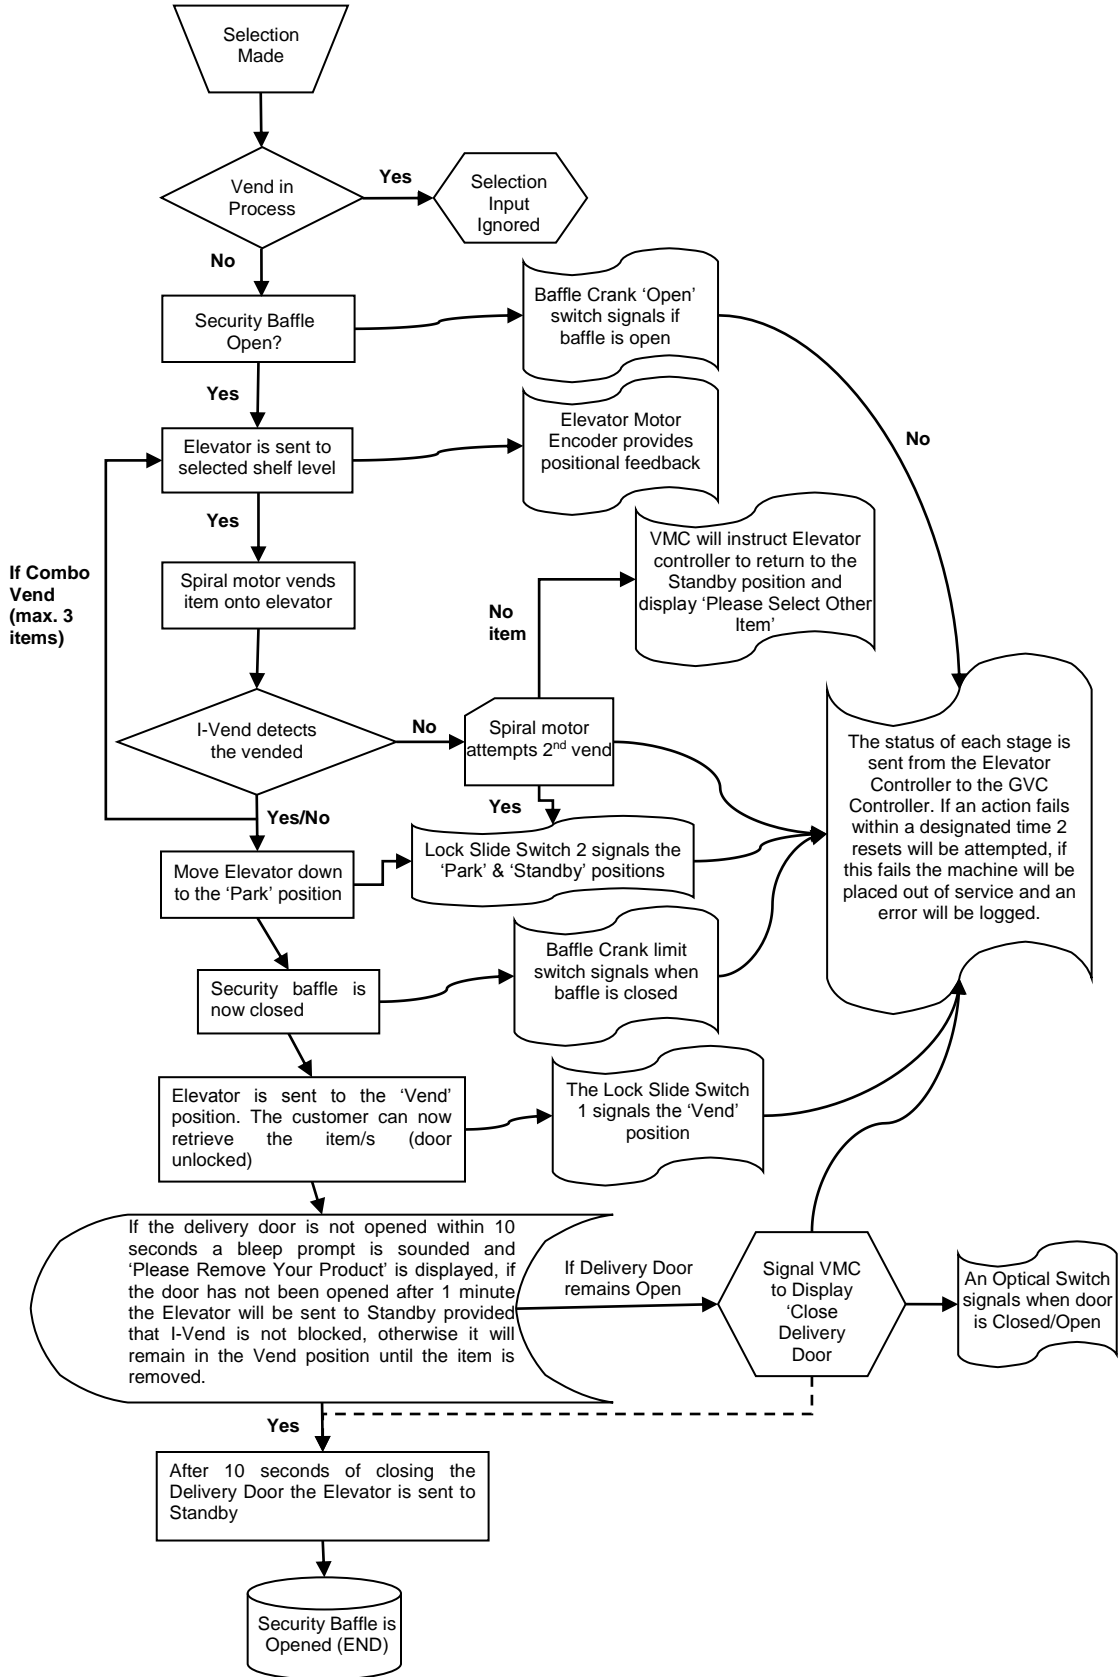 Selection
Made
Vend in
Process
Yes
Selection
Input
Ignored
No
Security Baffle
Open?
Baffle Crank ‘Open’
switch signals if
baffle is open
Yes
Elevator is sent to
selected shelf level
Elevator Motor
Encoder provides
positional feedback
No
Yes
If Combo
Vend
(max. 3
items)
Spiral motor vends
item onto elevator
No
item
VMC will instruct Elevator
controller to return to the
Standby position and
display ‘Please Select Other
Item’
I-Vend detects
the vended
No
Spiral motor
attempts 2nd vend
The status of each stage is
sent from the Elevator
Controller to the GVC
Controller. If an action fails
within a designated time 2
resets will be attempted, if
this fails the machine will be
placed out of service and an
error will be logged.
Yes/No
Yes
Move Elevator down
to the ‘Park’ position
Lock Slide Switch 2 signals the
‘Park’ & ‘Standby’ positions
Security baffle is
now closed
Baffle Crank limit
switch signals when
baffle is closed
Elevator is sent to the ‘Vend’
position. The customer can now
retrieve the item/s (door
unlocked)
The Lock Slide Switch
1 signals the ‘Vend’
position
If the delivery door is not opened within 10
seconds a bleep prompt is sounded and
‘Please Remove Your Product’ is displayed, if
the door has not been opened after 1 minute
the Elevator will be sent to Standby provided
that I-Vend is not blocked, otherwise it will
remain in the Vend position until the item is
removed.
If Delivery Door
remains Open
Signal VMC
to Display
‘Close
Delivery
Door
An Optical Switch
signals when door
is Closed/Open
Yes
After 10 seconds of closing the
Delivery Door the Elevator is sent to
Standby
Security Baffle is
Opened (END)